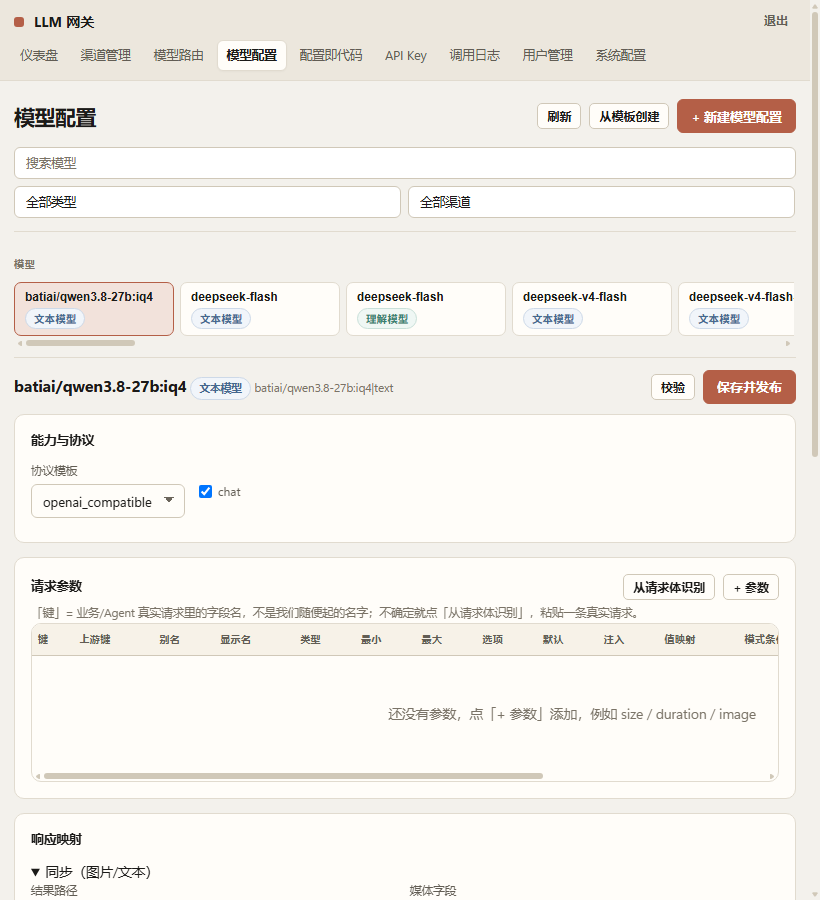 LLM 网关
退出
仪表盘 渠道管理 模型路由 模型配置 配置即代码 API Key 调用日志 用户管理 系统配置
模型配置
刷新 从模板创建 + 新建模型配置
搜索模型
全部类型 全部渠道
模型
batiai/qwen3.8-27b:iq4 deepseek-flash deepseek-flash deepseek-v4-flash deepseek-v4-flash
文本模型 文本模型 理解模型 文本模型 文本模型
batiai/qwen3.8-27b:iq4 文本模型 batiai/qwen3.8-27b:iq4|text 校验 保存并发布
能力与协议
协议模板
openai_compatible chat
请求参数 从请求体识别 + 参数
「键」= 业务/Agent 真实请求里的字段名，不是我们随便起的名字；不确定就点「从请求体识别」，粘贴一条真实请求。
键 上游键 别名 显示名 类型 最小 最大 选项 默认 注入 值映射 模式条件
还没有参数，点「+ 参数」添加，例如 size / duration / image
响应映射
▼ 同步（图片/文本）
结果路径 媒体字段